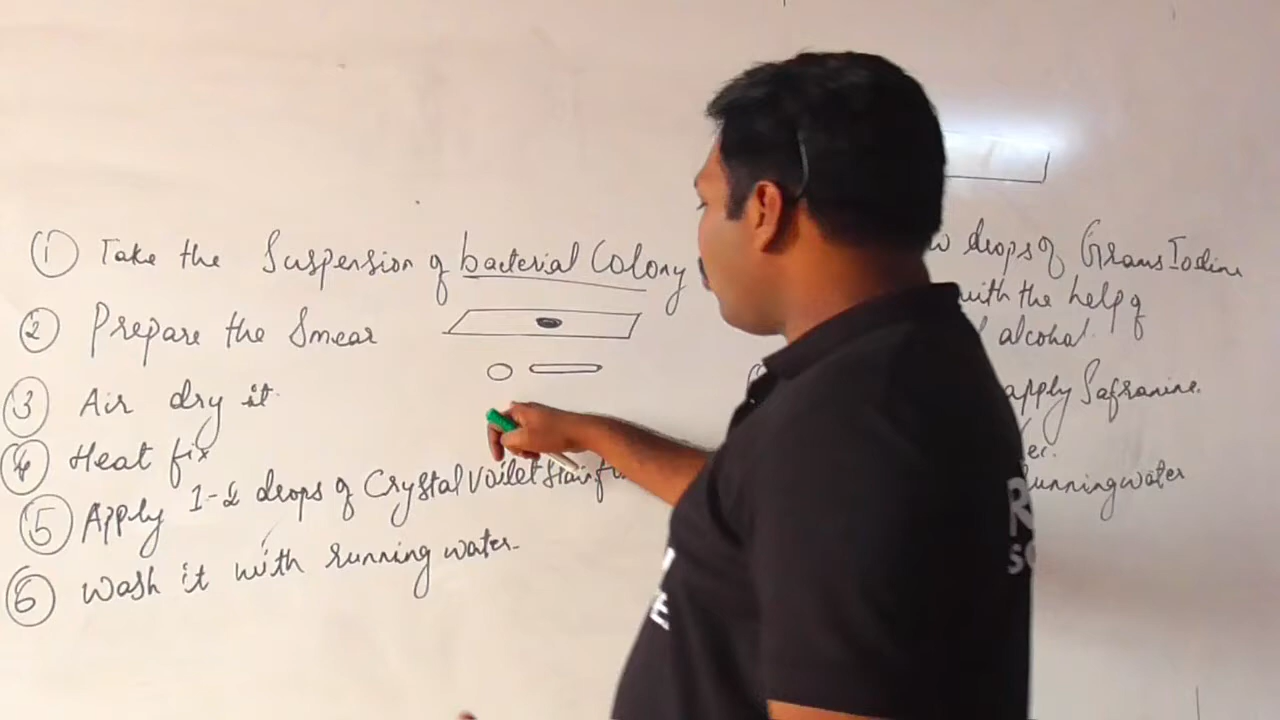 ① Take the Suspension of bacterial Colony
② Prepare the Smear
③ Air dry it
④ Heat fix
⑤ Apply 1-2 drops of Crystal Voilet Stain
⑥ Wash it with running water.
drops of Grams Iodine
with the help of
alcohol.
apply Safranine.
running water